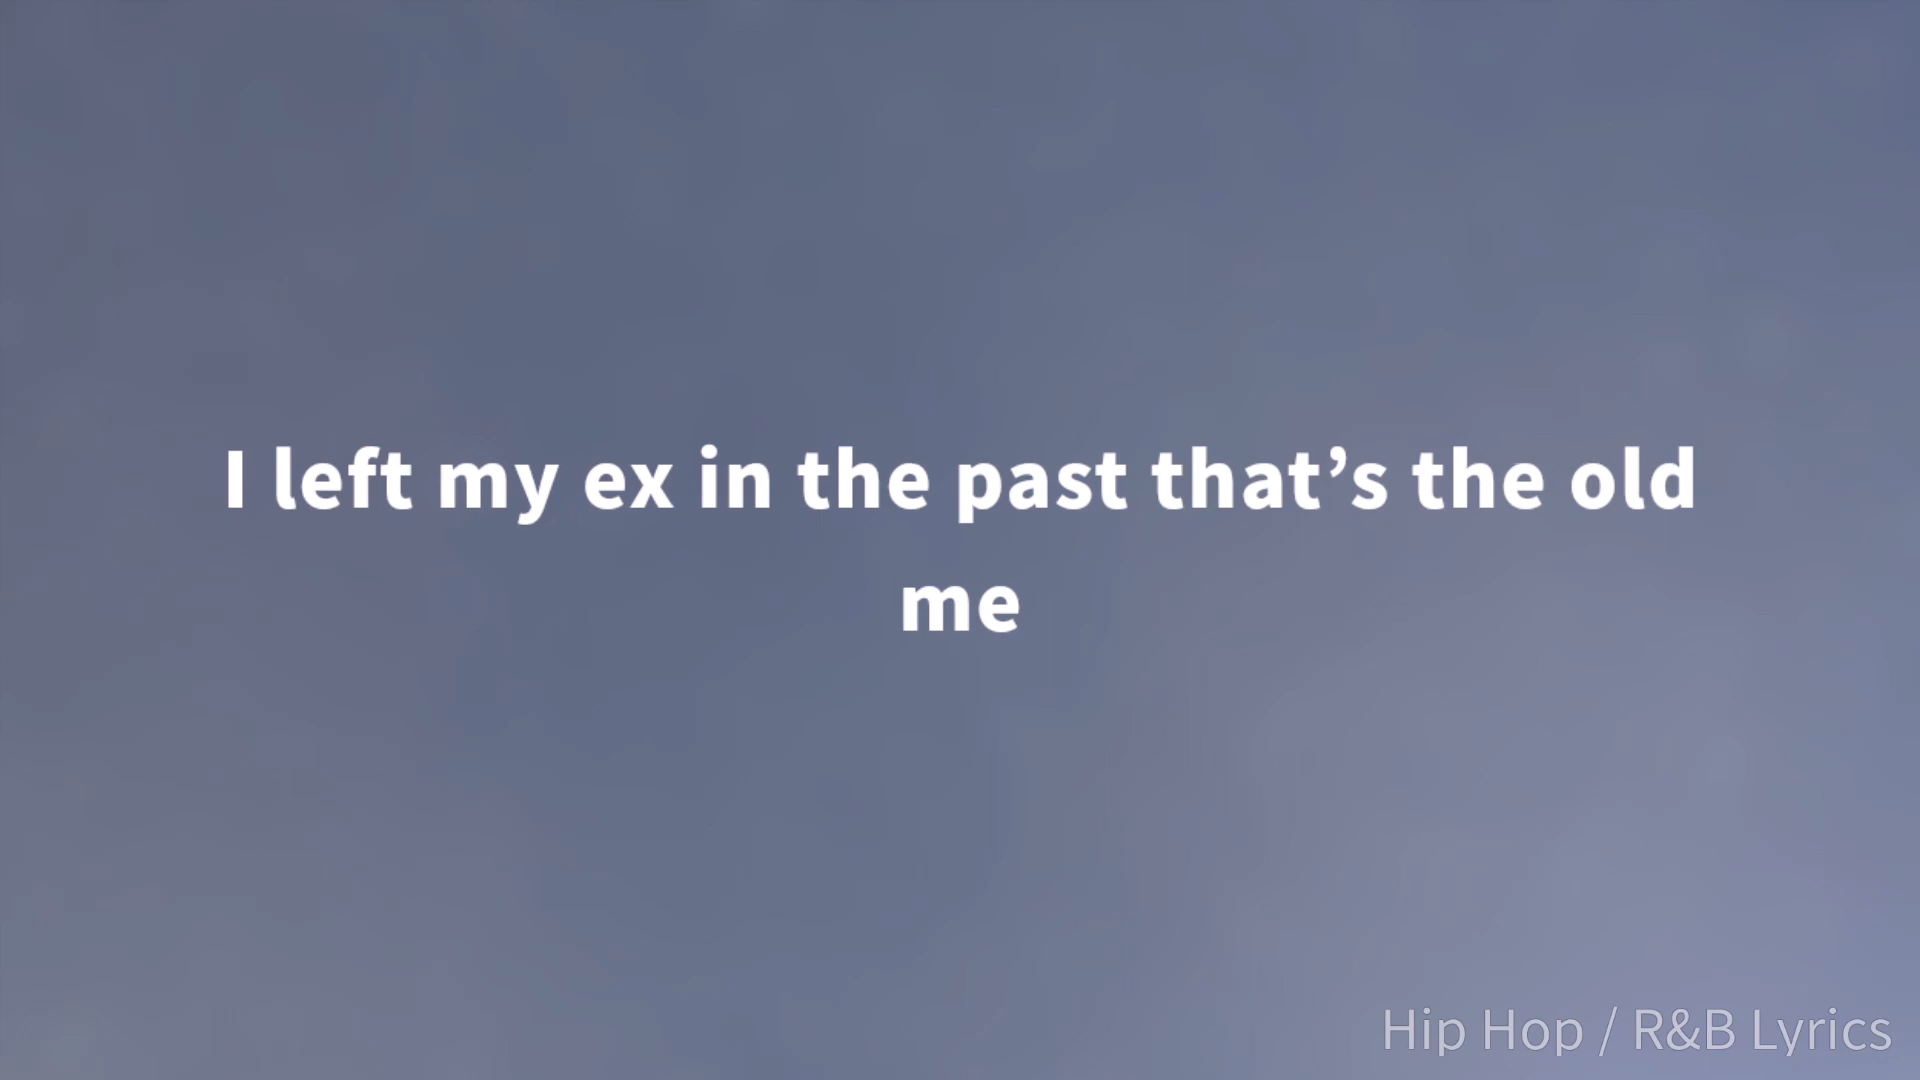 I left my ex in the past that’s the old
me
Hip Hop / R&B Lyrics